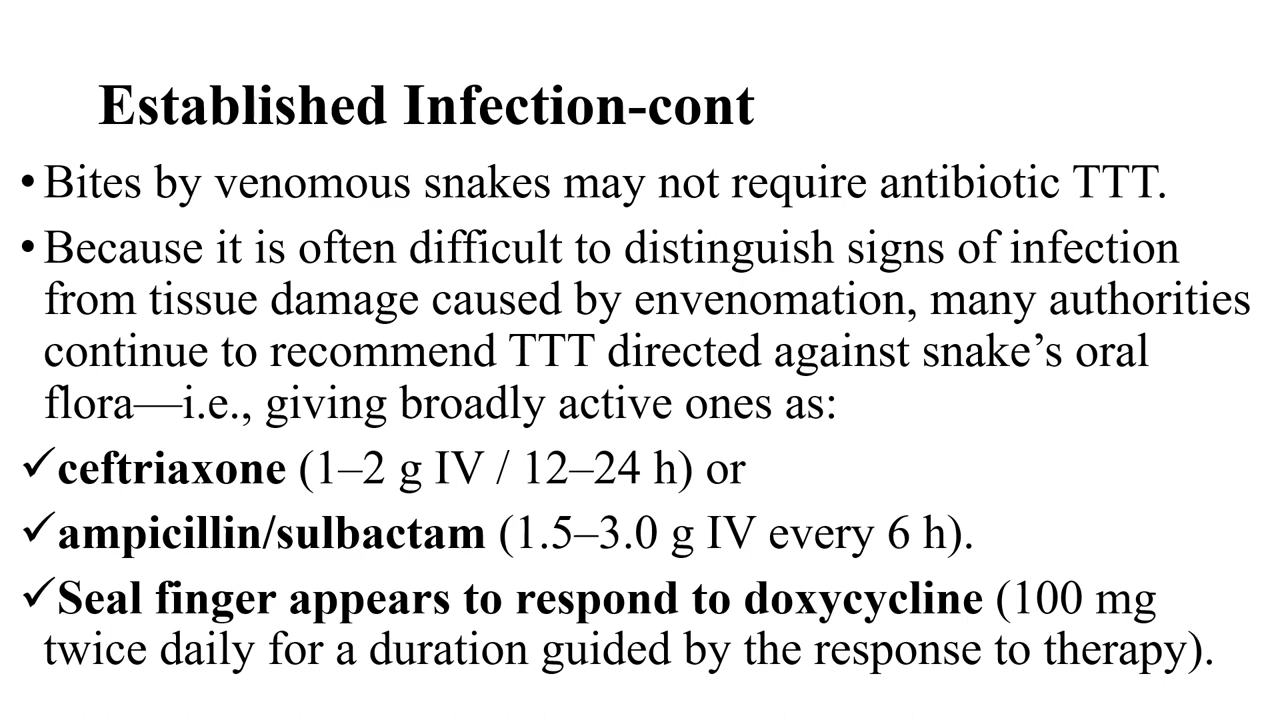 Established Infection-cont
• Bites by venomous snakes may not require antibiotic TTT.
• Because it is often difficult to distinguish signs of infection
from tissue damage caused by envenomation, many authorities
continue to recommend TTT directed against snake’s oral
flora—i.e., giving broadly active ones as:
✓ceftriaxone (1–2 g IV / 12–24 h) or
✓ampicillin/sulbactam (1.5–3.0 g IV every 6 h).
✓Seal finger appears to respond to doxycycline (100 mg
twice daily for a duration guided by the response to therapy).